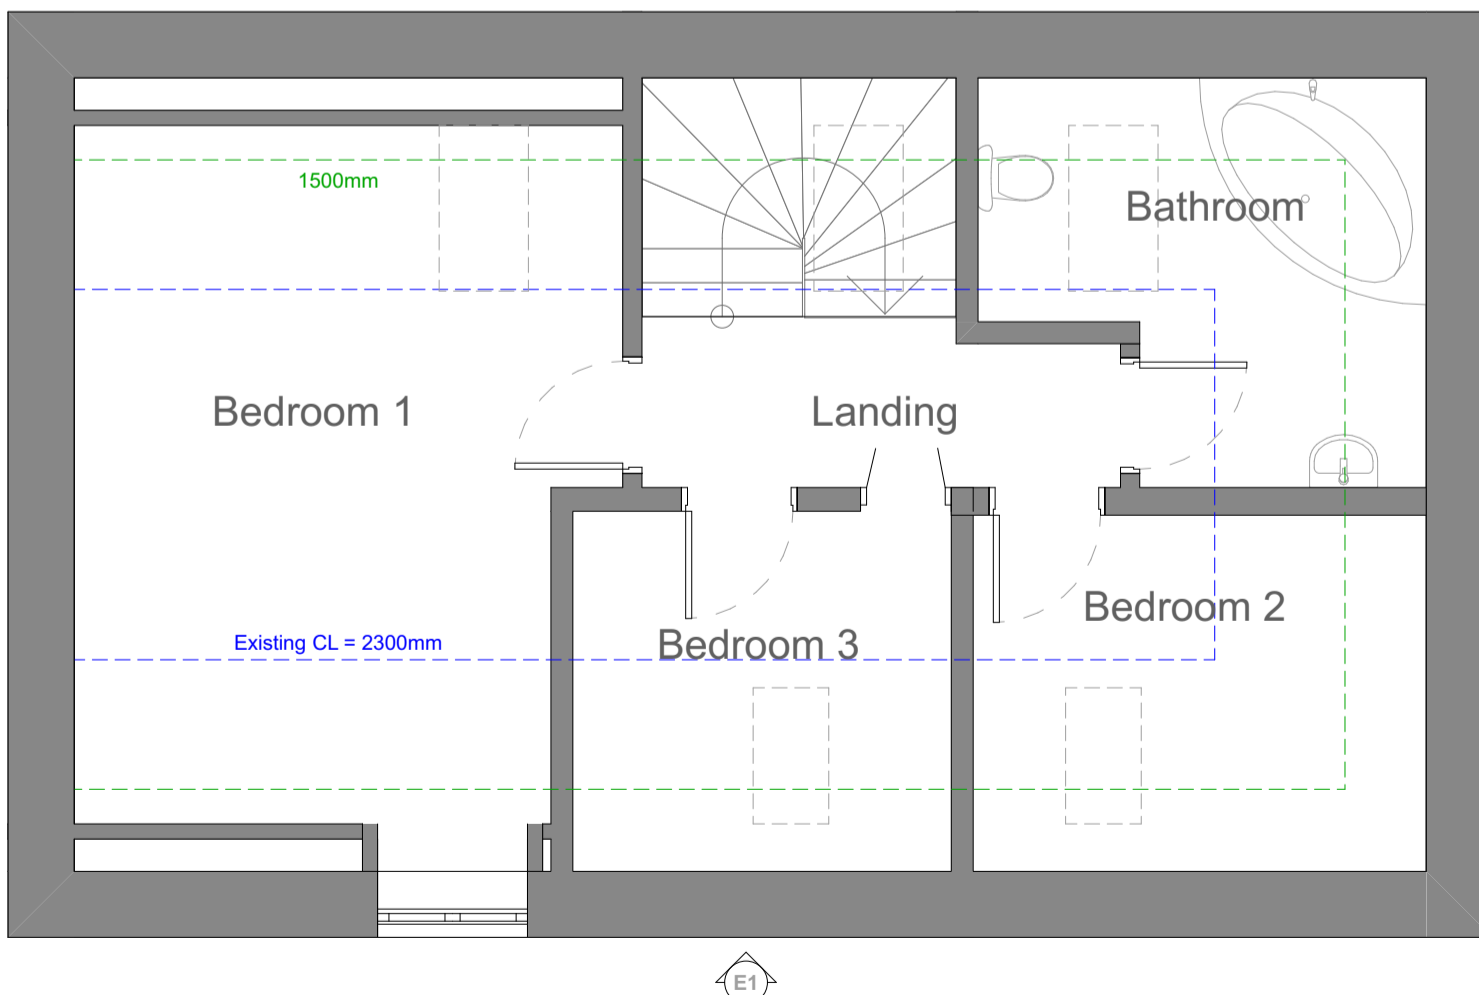 1500mm
Bathroom
Bedroom 1
Landing
Bedroom 2
Existing CL = 2300mm
Bedroom 3
E1